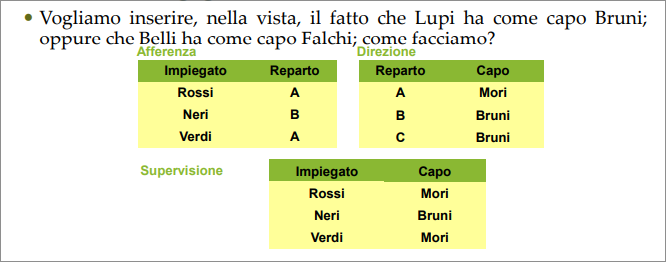 • Vogliamo inserire, nella vista, il fatto che Lupi ha come capo Bruni;
oppure che Belli ha come capo Falchi; come facciamo?
Afferenza Direzione
Impiegato Reparto Reparto Capo
Rossi A A Mori
Neri B B Bruni
Verdi A C Bruni
Supervisione Impiegato Capo
Rossi Mori
Neri Bruni
Verdi Mori